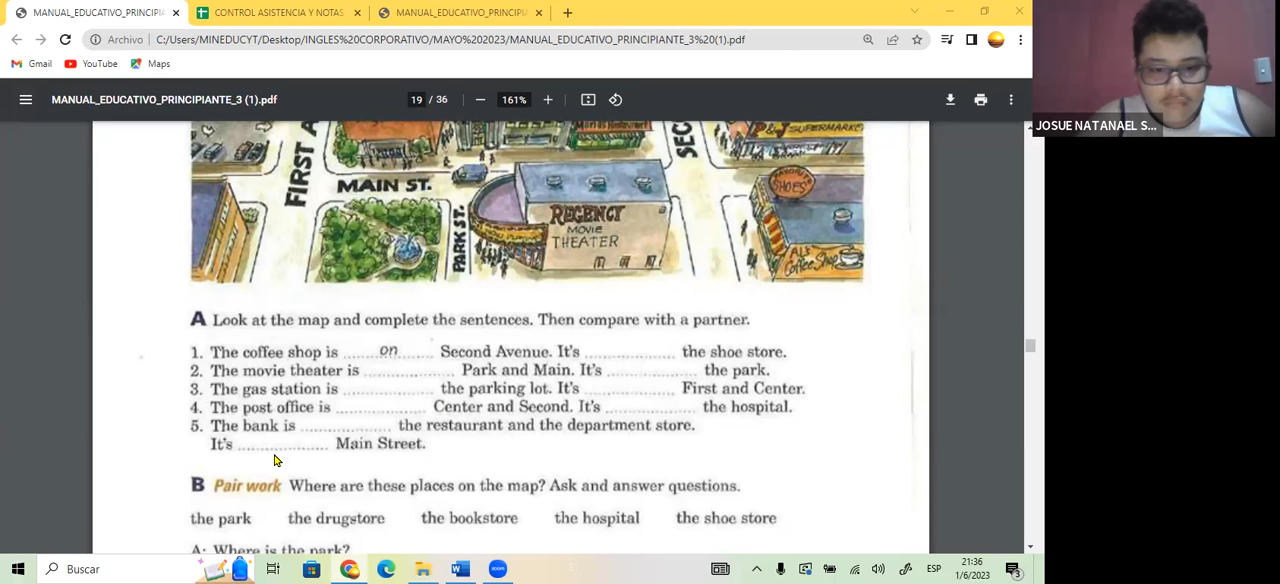 MANUAL_EDUCATIVO_PRINCIPIA
CONTROL ASISTENCIA Y NOTAS
MANUAL_EDUCATIVO_PRINCIPIA
Archivo
C:/Users/MINEDUCYT/Desktop/INGLES%20CORPORATIVO/MAYO%202023/MANUAL_EDUCATIVO_PRINCIPIANTE_3%20(1).pdf
Gmail
YouTube
Maps
MANUAL_EDUCATIVO_PRINCIPIANTE_3 (1).pdf
19 / 36
161%
JOSUE NATANAEL S...
FIRST A
MAIN ST.
PARK ST.
SEC
P&J SUPERMARKE
REGENCY
MOVIE
THEATER
SHOES
AL'S
Coffee Shop
A Look at the map and complete the sentences. Then compare with a partner.
1. The coffee shop is ......on...... Second Avenue. It's .................... the shoe store.
2. The movie theater is .................... Park and Main. It's .................... the park.
3. The gas station is .................... the parking lot. It's .................... First and Center.
4. The post office is .................... Center and Second. It's .................... the hospital.
5. The bank is .................... the restaurant and the department store.
It's .................... Main Street.
B Pair work Where are these places on the map? Ask and answer questions.
the park the drugstore the bookstore the hospital the shoe store
A: Where is the park?
Buscar
zoom
ESP
21:36
1/6/2023
3